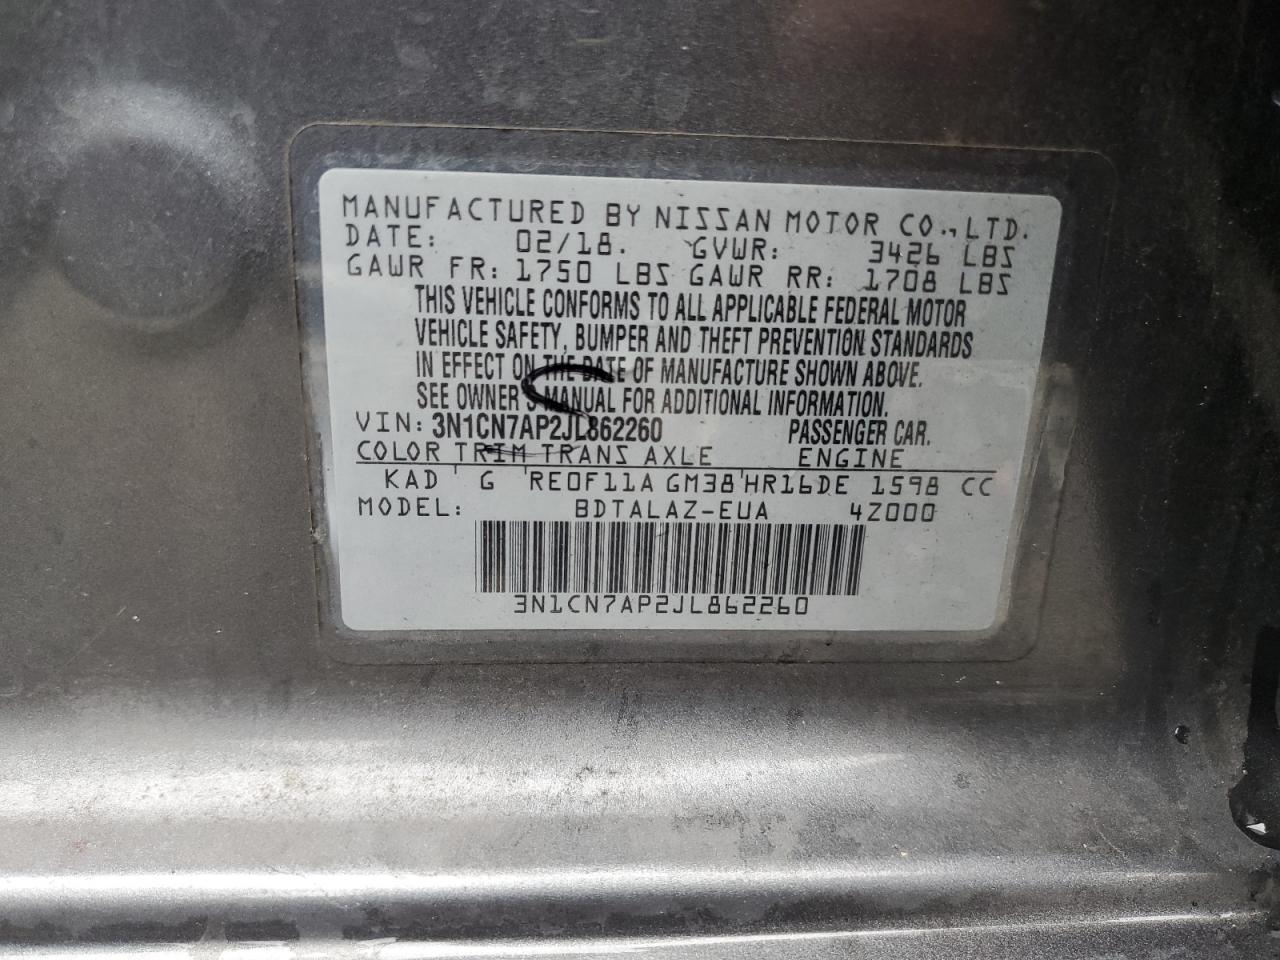 MANUFACTURED BY NISSAN MOTOR CO., LTD.
DATE: 02/18. GVWR: 3426 LBS
GAWR FR: 1750 LBS GAWR RR: 1708 LBS
THIS VEHICLE CONFORMS TO ALL APPLICABLE FEDERAL MOTOR
VEHICLE SAFETY, BUMPER AND THEFT PREVENTION STANDARDS
IN EFFECT ON THE DATE OF MANUFACTURE SHOWN ABOVE.
SEE OWNER'S MANUAL FOR ADDITIONAL INFORMATION.
VIN: 3N1CN7AP2JL862260 PASSENGER CAR.
COLOR TRIM TRANS AXLE ENGINE
KAD G RE0F11A GM38 HR16DE 1598 CC
MODEL: BDTALAZ-EUA 4Z000
3N1CN7AP2JL862260